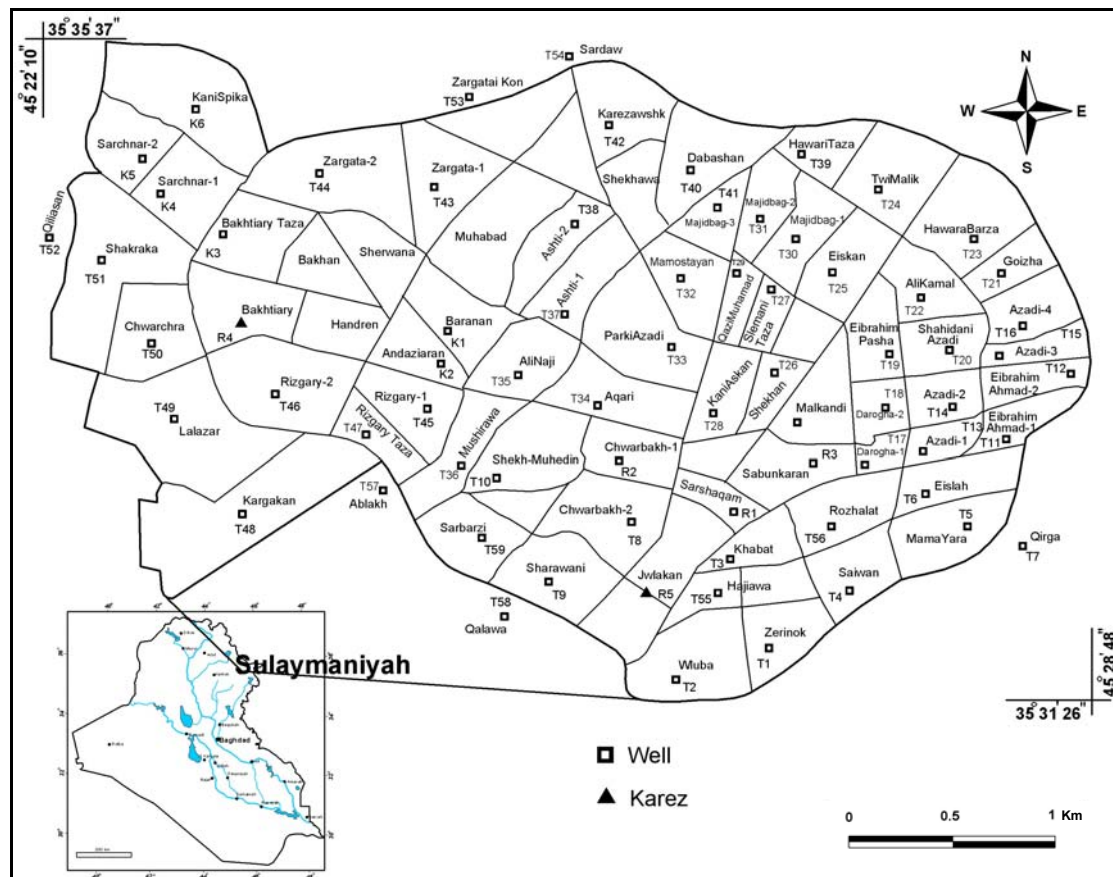 35° 35' 37"
45° 22' 10"
N
W
E
S
T54
Sardaw
Zargatai Kon
T53
KaniSpika
K6
Karezawshk
T42
Sarchnar-2
K5
Sarchnar-1
K4
Zargata-2
T44
Zargata-1
T43
Shekhawa
Dabashan
T40
T41
Majidbag-3
HawariTaza
T39
TwiMalik
T24
Majidbag-2
T31
Majidbag-1
T30
Qiliasan
T52
Shakraka
T51
Bakhtiary Taza
K3
Bakhan
Sherwana
Muhabad
T38
Ashti-2
Ashti-1
T37
Mamostayan
T32
T29
QaziMuhamad
Slemani
Taza
T27
Eiskan
T25
HawaraBarza
T23
Goizha
T21
AliKamal
T22
Azadi-4
T16
T15
Chwarchra
T50
Bakhtiary
R4
Handren
Baranan
K1
Andaziaran
K2
AliNaji
T35
ParkiAzadi
T33
Eibrahim
Pasha
T19
Shahidani
Azadi
T20
Azadi-3
T12
Eibrahim
Ahmad-2
T49
Lalazar
Rizgary-2
T46
Rizgary-1
T45
Rizgary Taza
T47
Mushirawa
T36
T34
Aqari
KaniAskan
T28
T26
Shekhan
Malkandi
T18
Darogha-2
Azadi-2
T14
T13
Eibrahim
Ahmad-1
T11
T17
Darogha-1
Azadi-1
Shekh-Muhedin
T10
Chwarbakh-1
R2
Sabunkaran
R3
Kargakan
T48
T57
Ablakh
Sarbarzi
T59
Chwarbakh-2
T8
Sarshaqam
R1
Rozhalat
T56
T6
Eislah
T5
MamaYara
Qirga
T7
Sharawani
T9
Jwlakan
R5
Khabat
T3
Hajiawa
T55
Saiwan
T4
T58
Qalawa
Wluba
T2
Zerinok
T1
Sulaymaniyah
Baghdad
45° 28' 48"
35° 31' 26"
Well
Karez
0 0.5 1 Km